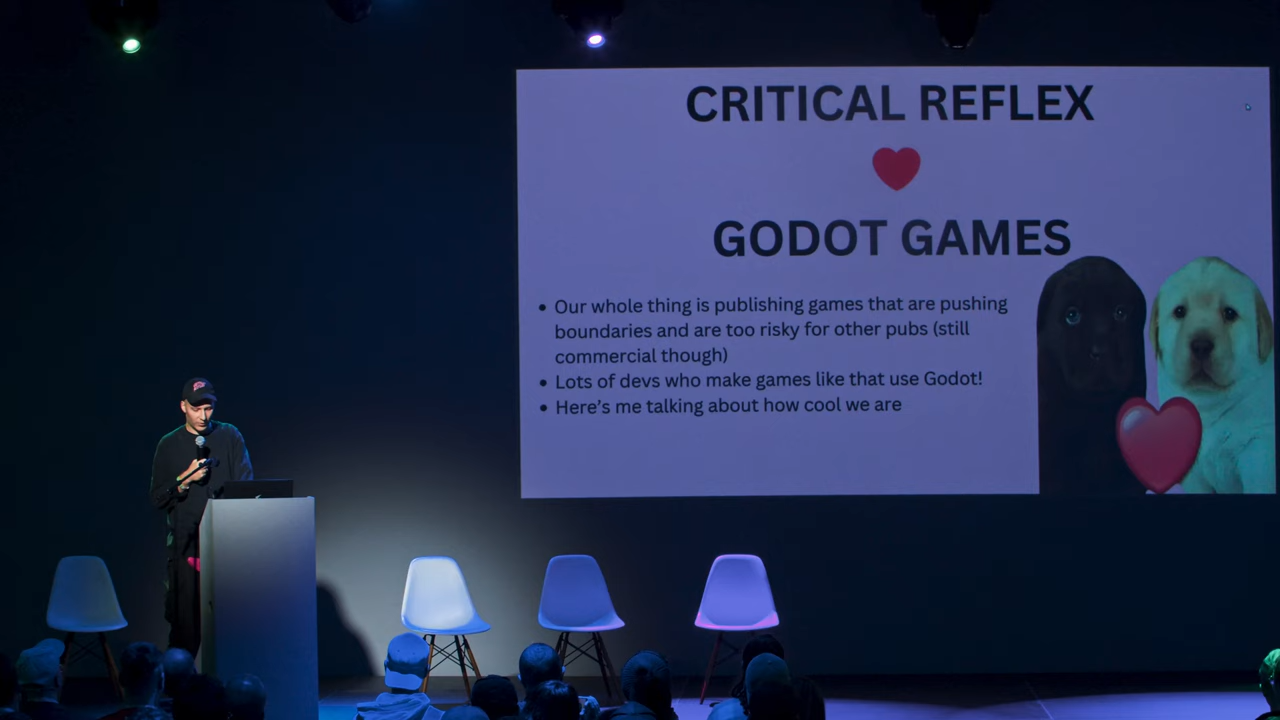 CRITICAL REFLEX
GODOT GAMES
• Our whole thing is publishing games that are pushing
boundaries and are too risky for other pubs (still
commercial though)
• Lots of devs who make games like that use Godot!
• Here's me talking about how cool we are